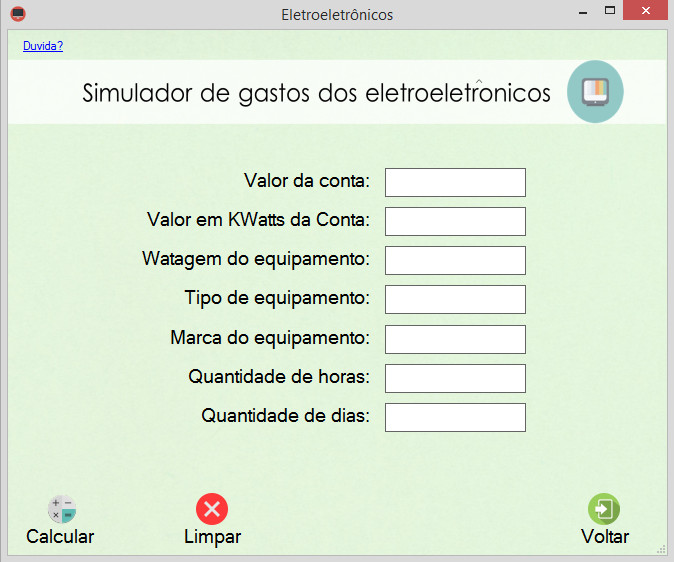 Eletroeletrônicos
Duvida?
Simulador de gastos dos eletroeletrônicos
Valor da conta:
Valor em KWatts da Conta:
Watagem do equipamento:
Tipo de equipamento:
Marca do equipamento:
Quantidade de horas:
Quantidade de dias:
Calcular
Limpar
Voltar